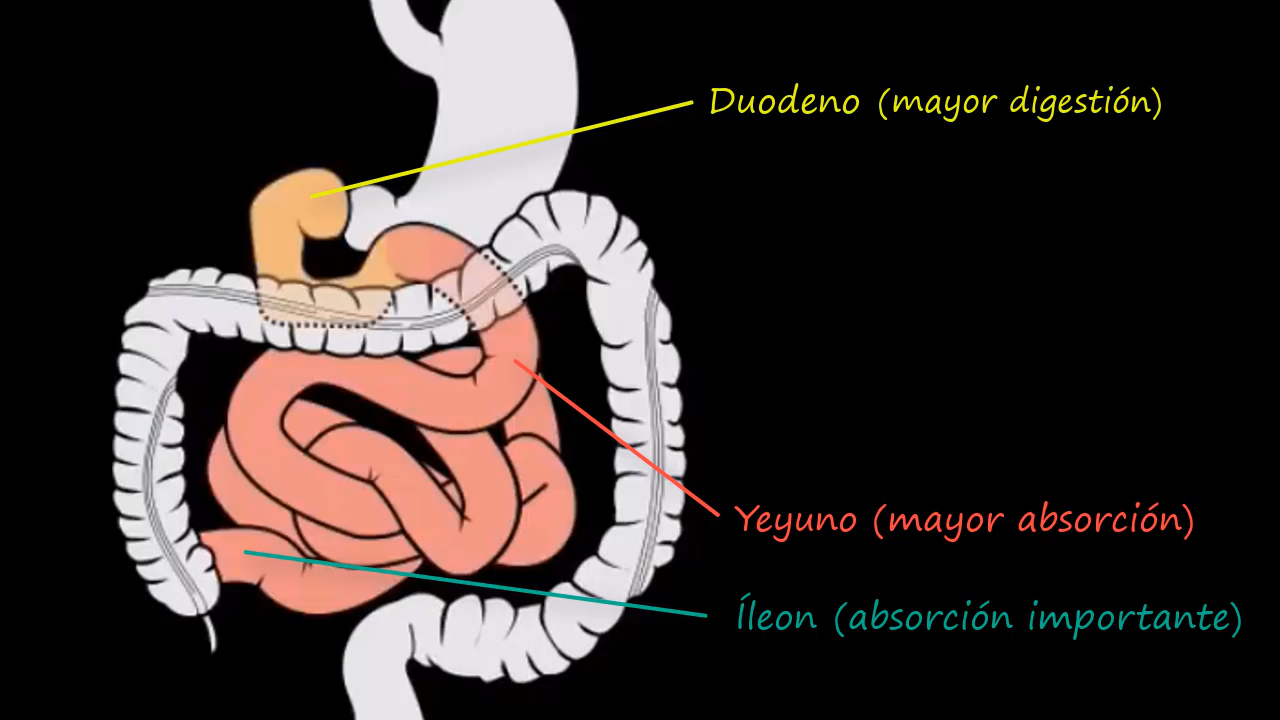 Duodeno (mayor digestión)
Yeyuno (mayor absorción)
Íleon (absorción importante)